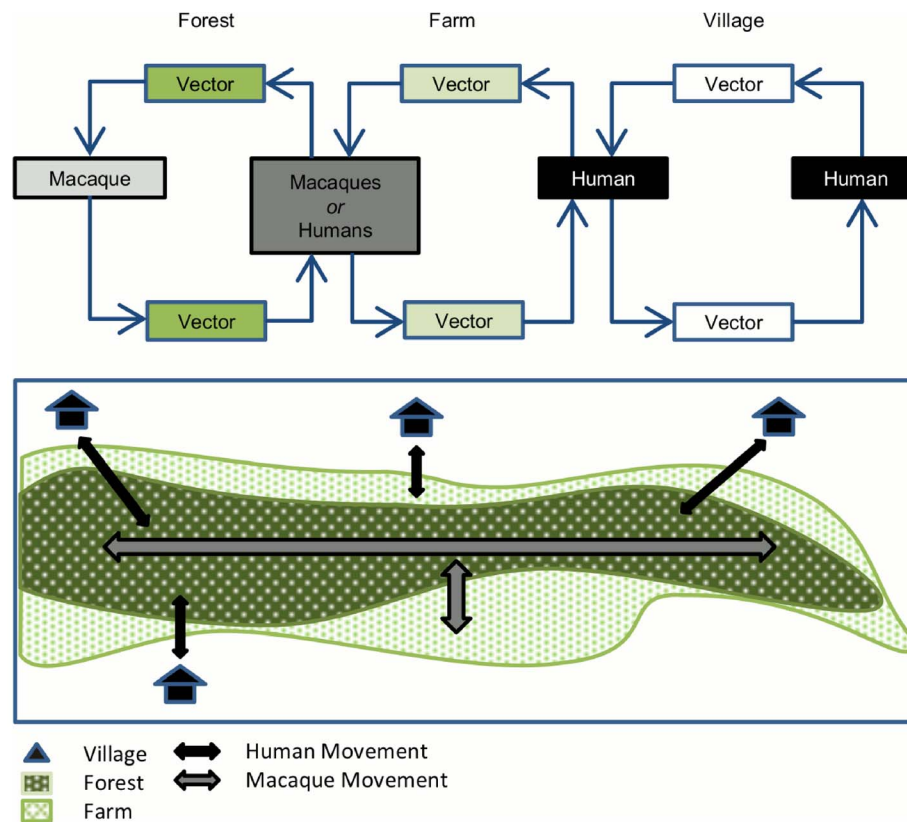 Forest Farm Village
Vector Vector Vector
Macaque Macaques or Humans Human Human
Vector Vector Vector
Village Human Movement
Forest Macaque Movement
Farm